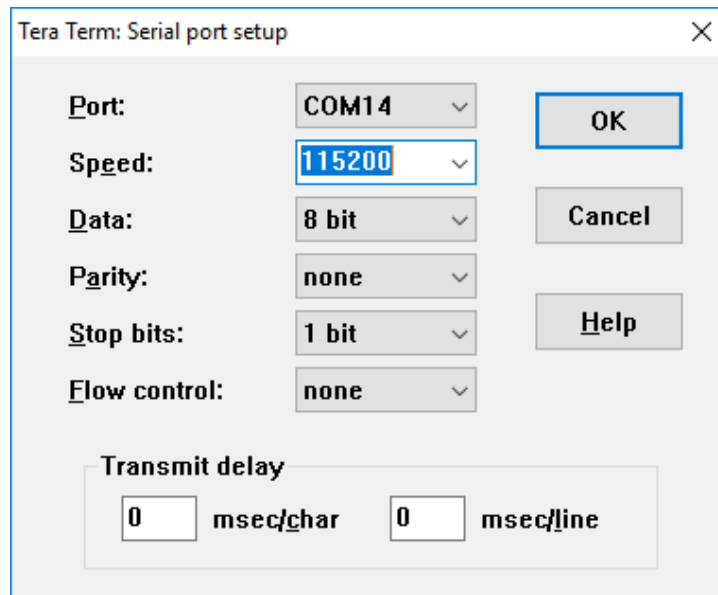 Tera Term: Serial port setup
Port: COM14 OK
Speed: 115200
Data: 8 bit Cancel
Parity: none
Stop bits: 1 bit Help
Flow control: none
Transmit delay
0 msec/char 0 msec/line